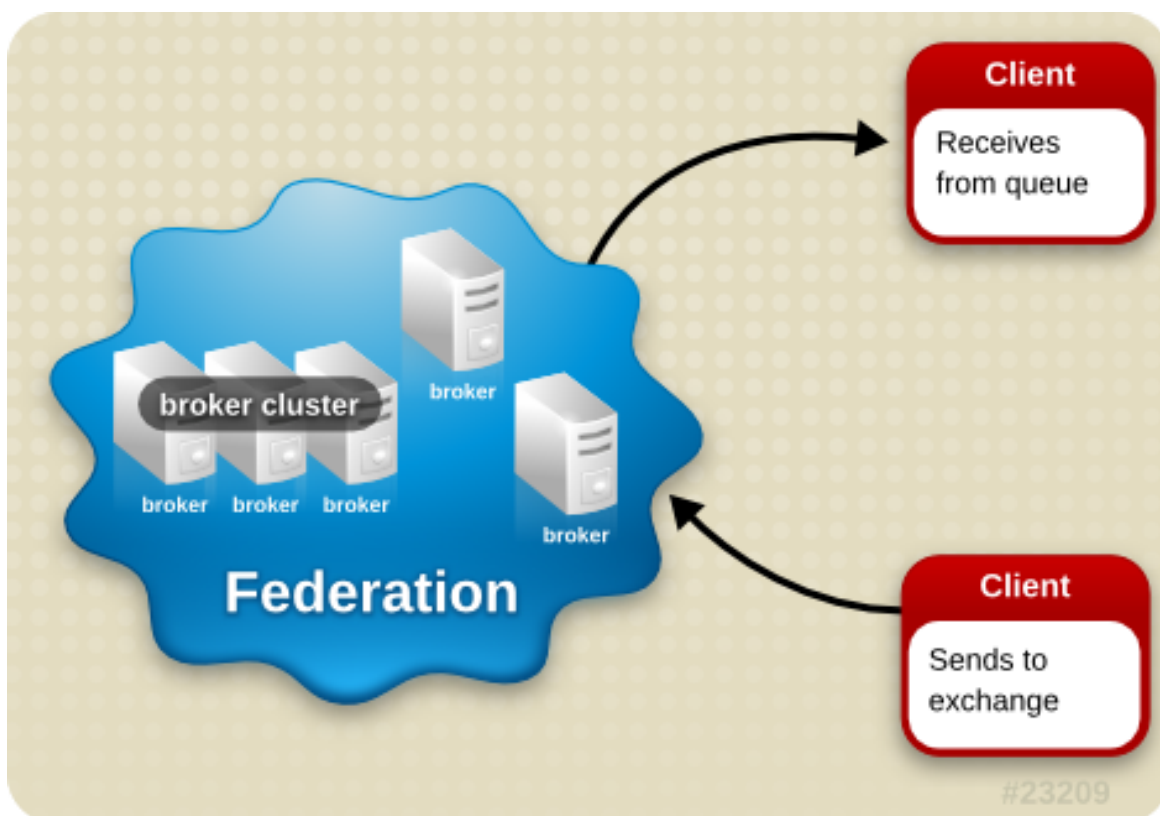 Client
Receives
from queue
broker
broker cluster
broker broker broker
broker
Federation
Client
Sends to
exchange
#23209